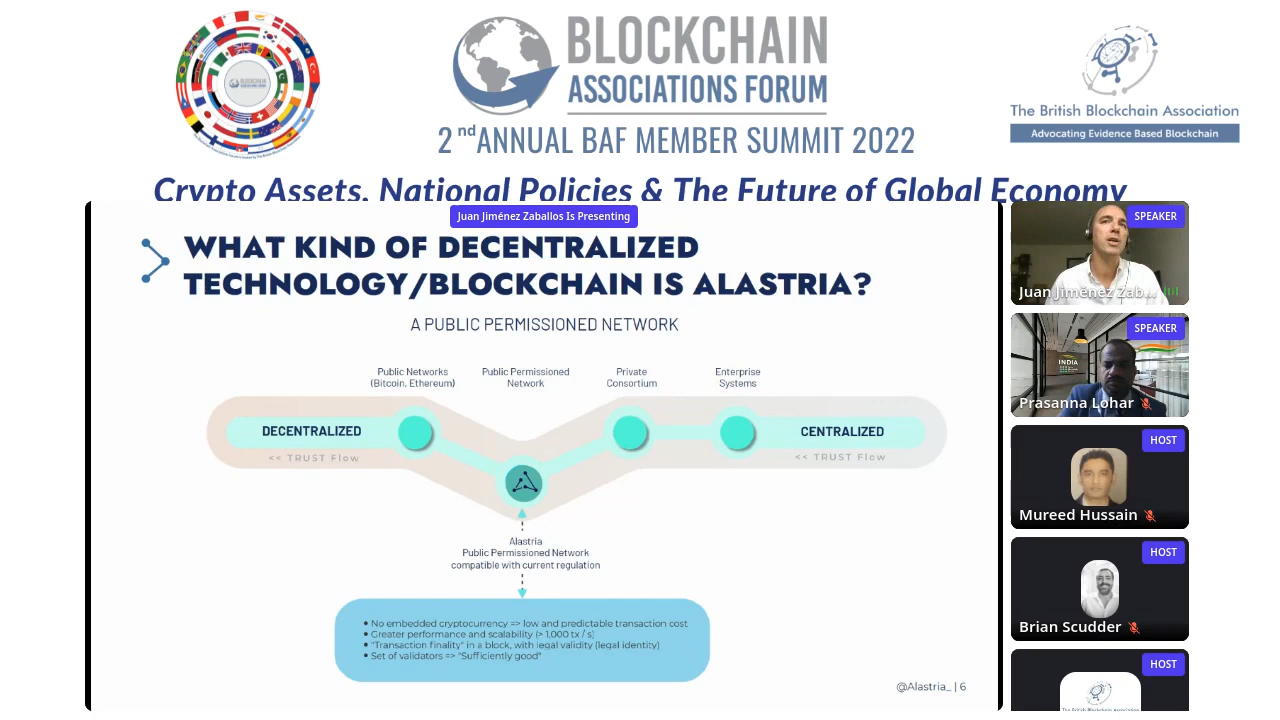 BLOCKCHAIN
ASSOCIATIONS FORUM
2nd ANNUAL BAF MEMBER SUMMIT 2022
The British Blockchain Association
Advocating Evidence Based Blockchain
Crypto Assets, National Policies & The Future of Global Economy
Juan Jiménez Zaballos Is Presenting
WHAT KIND OF DECENTRALIZED
TECHNOLOGY/BLOCKCHAIN IS ALASTRIA?
A PUBLIC PERMISSIONED NETWORK
Public Networks
(Bitcoin, Ethereum)
Public Permissioned
Network
Private
Consortium
Enterprise
Systems
DECENTRALIZED
<< TRUST Flow
CENTRALIZED
<< TRUST Flow
Alastria
Public Permissioned Network
compatible with current regulation
• No embedded cryptocurrency => low and predictable transaction cost
• Greater performance and scalability (> 1,000 tx / s)
• "Transaction finality" in a block, with legal validity (legal identity)
• Set of validators => "Sufficiently good"
@Alastria_ | 6
SPEAKER
Juan Jiménez Zab...
SPEAKER
INDIA
Prasanna Lohar
HOST
Mureed Hussain
HOST
Brian Scudder
HOST